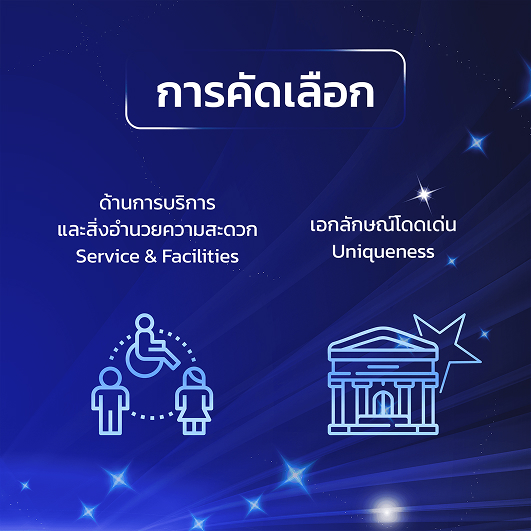 การคัดเลือก
ด้านการบริการ
และสิ่งอำนวยความสะดวก
Service & Facilities
เอกลักษณ์โดดเด่น
Uniqueness